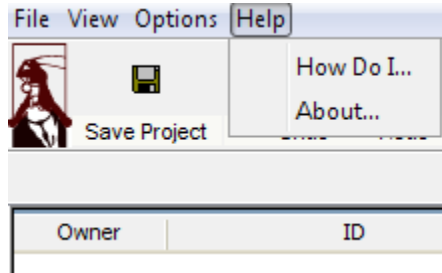 File View Options Help
How Do I...
About...
Save Project
Owner ID